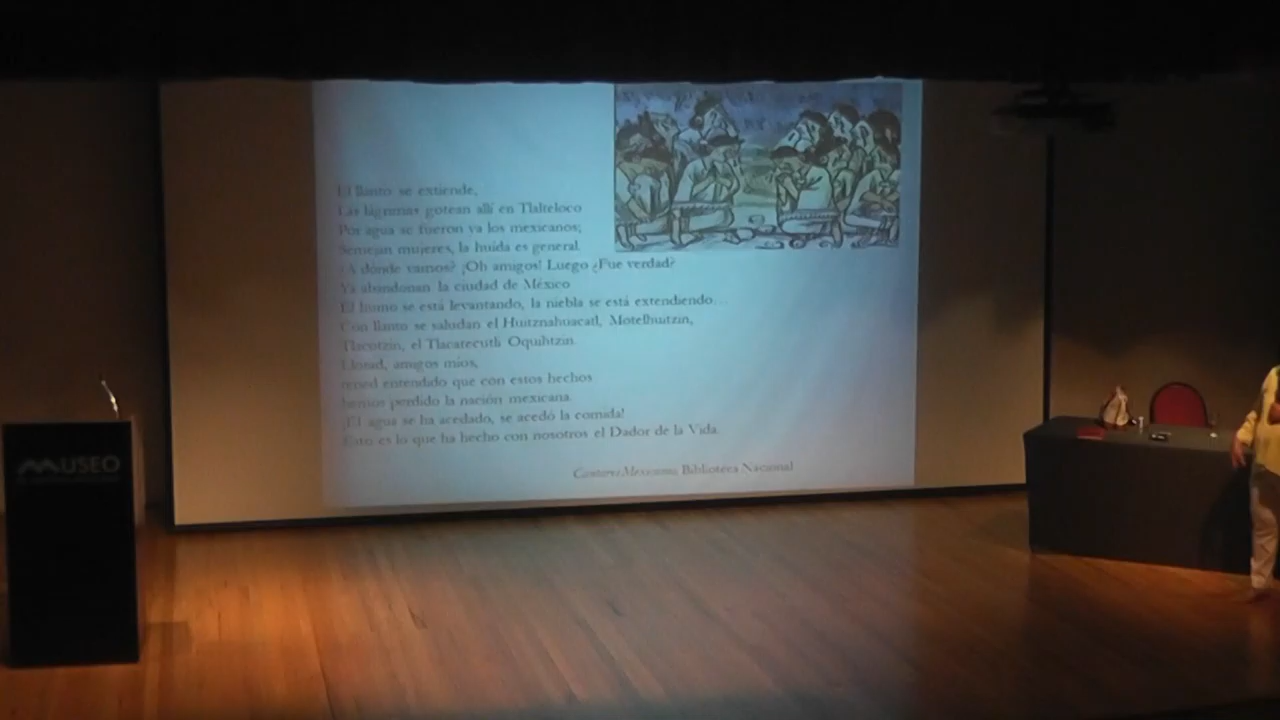 El llanto se extiende,
Las lágrimas gotean allí en Tlalteloco
Por agua se fueron ya los mexicanos;
Semejan mujeres, la huida es general.
¿A dónde vamos? ¡Oh amigos! Luego ¿Fue verdad?
Ya abandonan la ciudad de México
El humo se está levantando, la niebla se está extendiendo...
Con llanto se saludan el Huitznahuacatl, Motelhuitzin,
Tlacotzin, el Tlacatecutli Oquihtzin.
Llorad, amigos míos,
tened entendido que con estos hechos
hemos perdido la nación mexicana.
¡El agua se ha acedado, se acedó la comida!
Esto es lo que ha hecho con nosotros el Dador de la Vida.
Cantares Mexicanos, Biblioteca Nacional
MUSEO